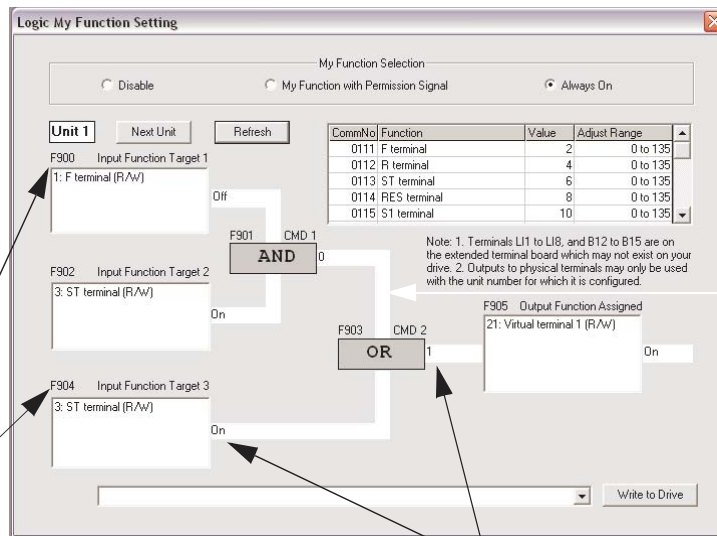 Logic My Function Setting
My Function Selection
Disable
My Function with Permission Signal
Always On
Unit 1
Next Unit
Refresh
CommNo Function Value Adjust Range
0111 F terminal 2 0 to 135
0112 R terminal 4 0 to 135
0113 ST terminal 6 0 to 135
0114 RES terminal 8 0 to 135
0115 S1 terminal 10 0 to 135
F900 Input Function Target 1
1: F terminal (R/W)
Off
F901 CMD 1
AND
0
Note: 1. Terminals LI1 to LI8, and B12 to B15 are on
the extended terminal board which may not exist on your
drive. 2. Outputs to physical terminals may only be used
with the unit number for which it is configured.
F902 Input Function Target 2
3: ST terminal (R/W)
On
F903 CMD 2
OR
1
F905 Output Function Assigned
21: Virtual terminal 1 (R/W)
On
F904 Input Function Target 3
3: ST terminal (R/W)
On
Write to Drive